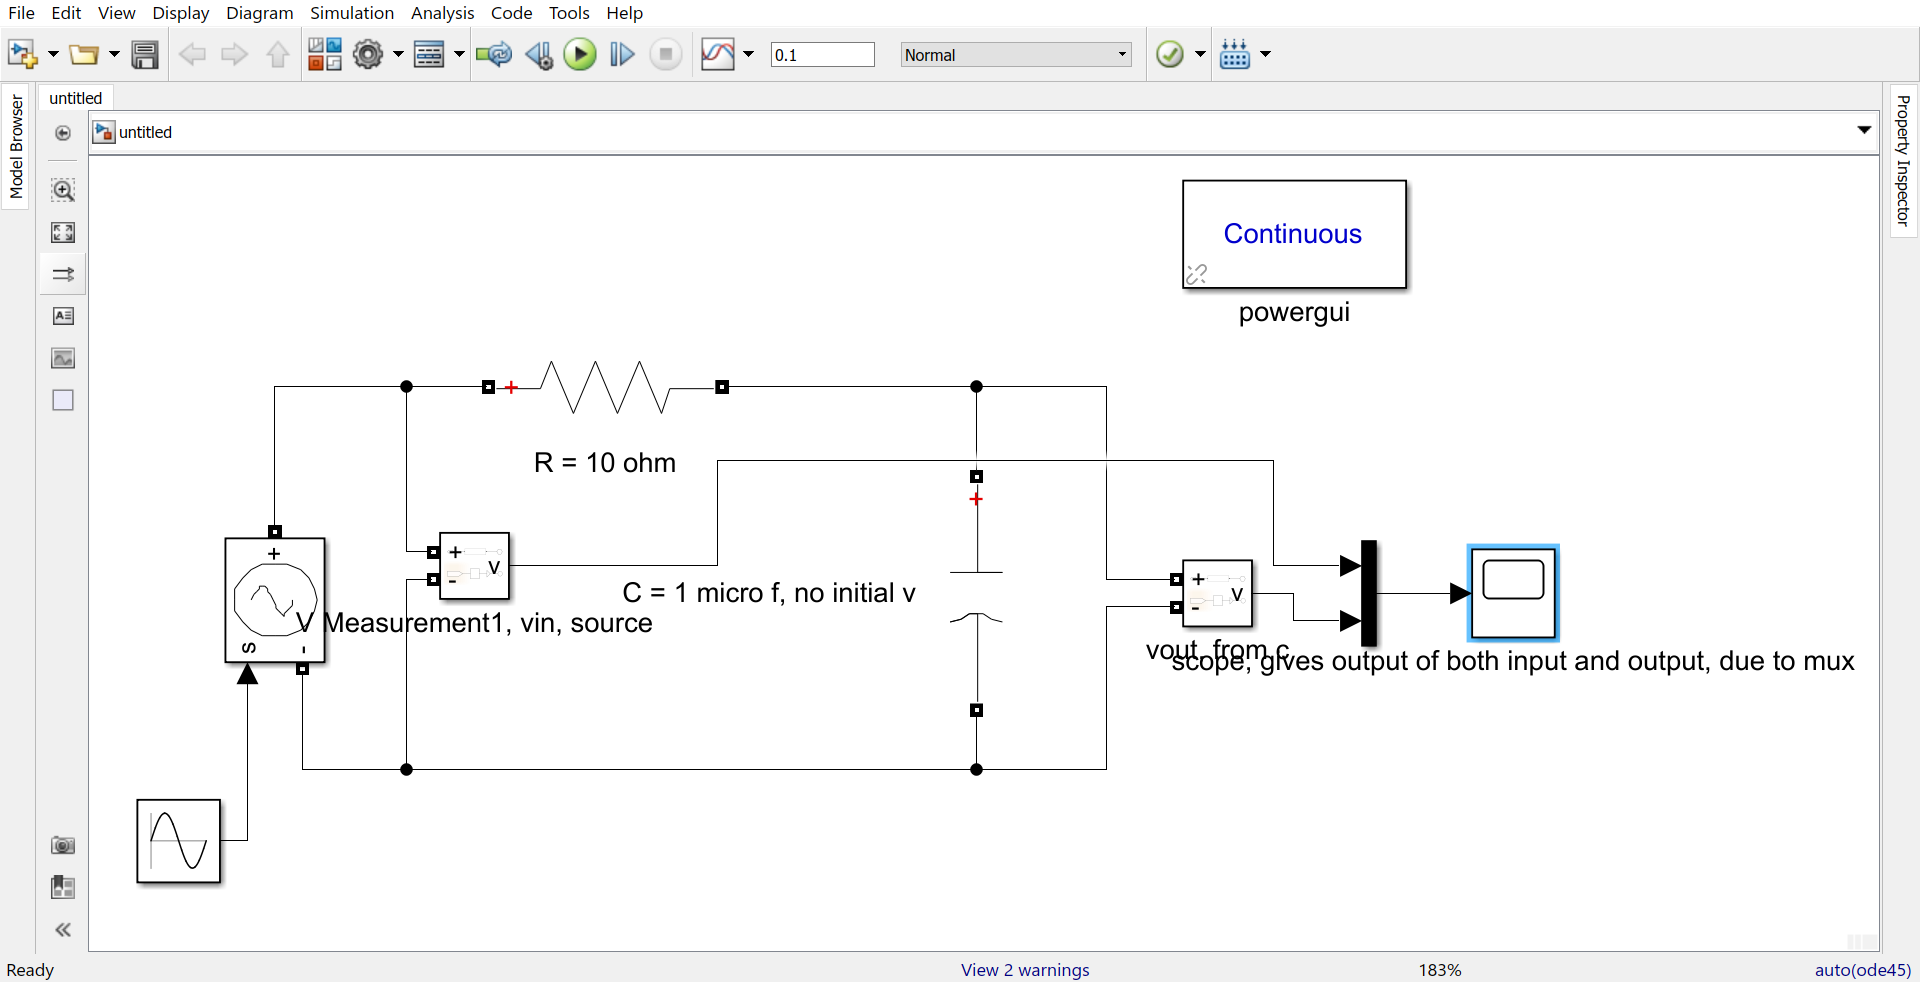 File Edit View Display Diagram Simulation Analysis Code Tools Help
0.1 Normal
Model Browser
untitled
Property Inspector
untitled
Continuous
powergui
R = 10 ohm
+
-
v
s
C = 1 micro f, no initial v
V Measurement1, vin, source
+
-
v
vout, from c
scope, gives output of both input and output, due to mux
Ready View 2 warnings 183% auto(ode45)